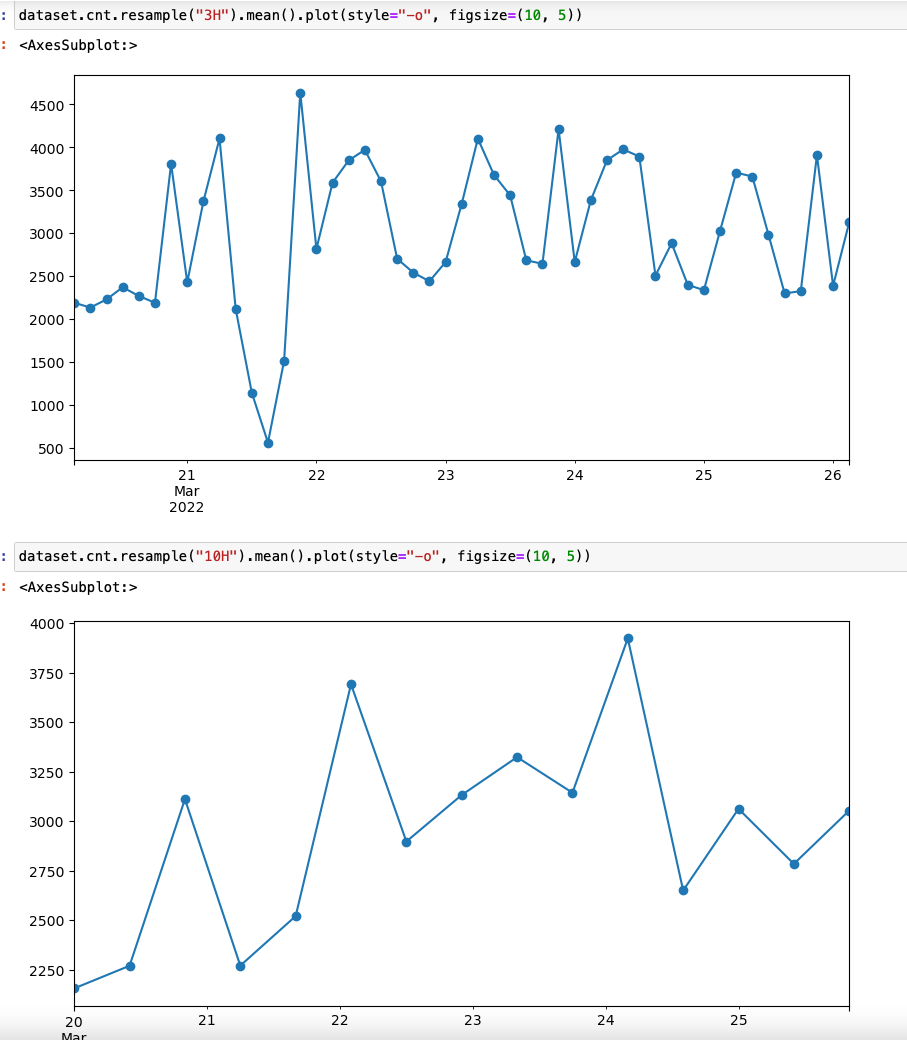 : dataset.cnt.resample("3H").mean().plot(style="-o", figsize=(10, 5))
: <AxesSubplot:>
4500
4000
3500
3000
2500
2000
1500
1000
500
21 22 23 24 25 26
Mar
2022
: dataset.cnt.resample("10H").mean().plot(style="-o", figsize=(10, 5))
: <AxesSubplot:>
4000
3750
3500
3250
3000
2750
2500
2250
20 21 22 23 24 25
Mar